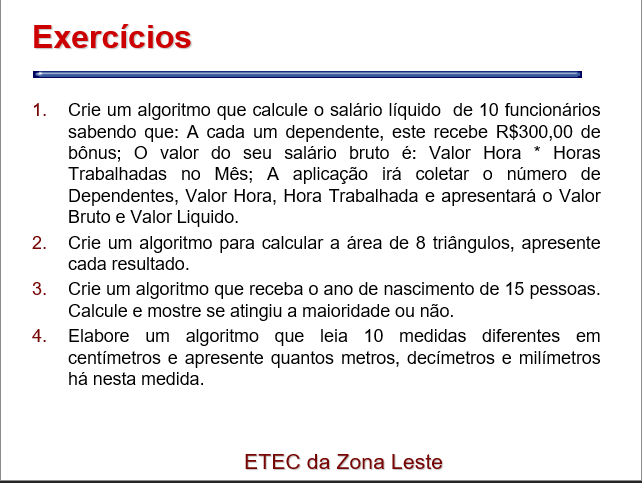 Exercícios
1. Crie um algoritmo que calcule o salário líquido de 10 funcionários
sabendo que: A cada um dependente, este recebe R$300,00 de
bônus; O valor do seu salário bruto é: Valor Hora * Horas
Trabalhadas no Mês; A aplicação irá coletar o número de
Dependentes, Valor Hora, Hora Trabalhada e apresentará o Valor
Bruto e Valor Liquido.
2. Crie um algoritmo para calcular a área de 8 triângulos, apresente
cada resultado.
3. Crie um algoritmo que receba o ano de nascimento de 15 pessoas.
Calcule e mostre se atingiu a maioridade ou não.
4. Elabore um algoritmo que leia 10 medidas diferentes em
centímetros e apresente quantos metros, decímetros e milímetros
há nesta medida.
ETEC da Zona Leste